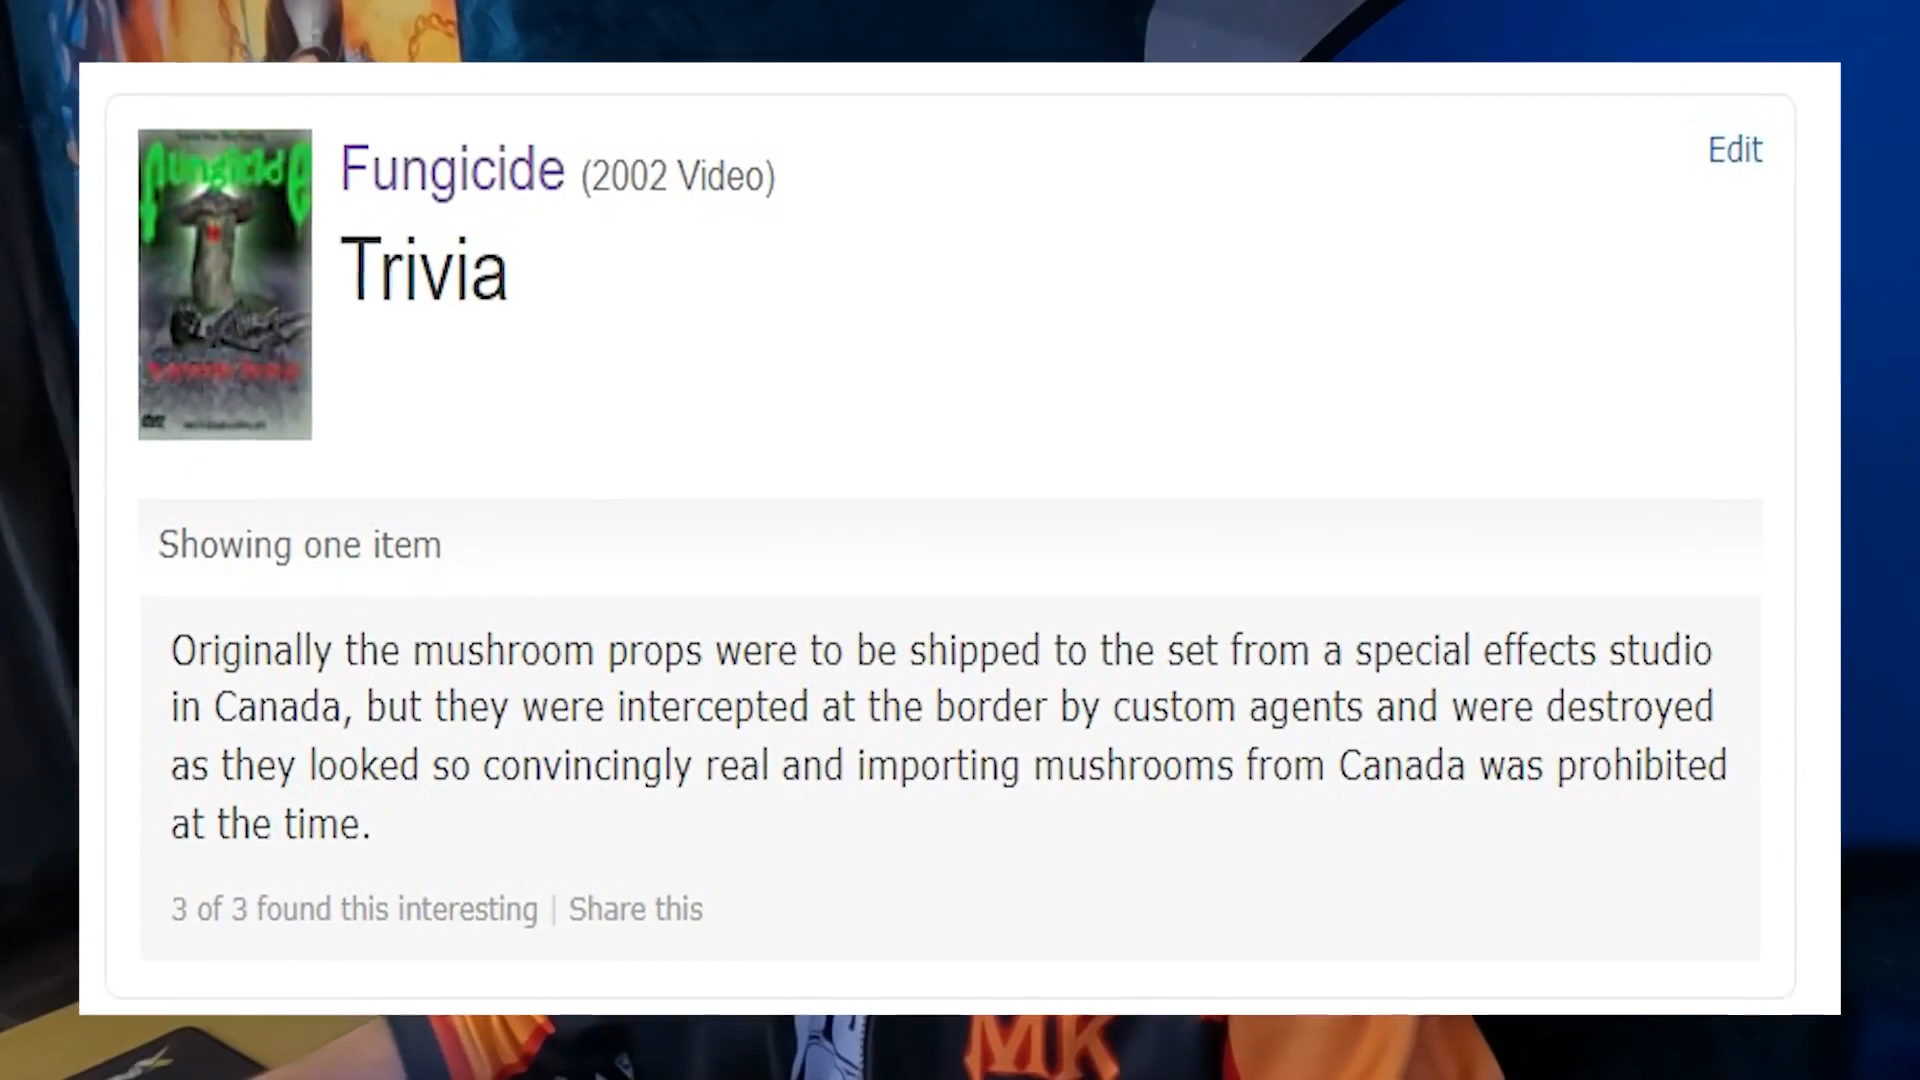 Fungicide
Fungicide (2002 Video)
Edit
Trivia
Showing one item
Originally the mushroom props were to be shipped to the set from a special effects studio
in Canada, but they were intercepted at the border by custom agents and were destroyed
as they looked so convincingly real and importing mushrooms from Canada was prohibited
at the time.
3 of 3 found this interesting | Share this
MK